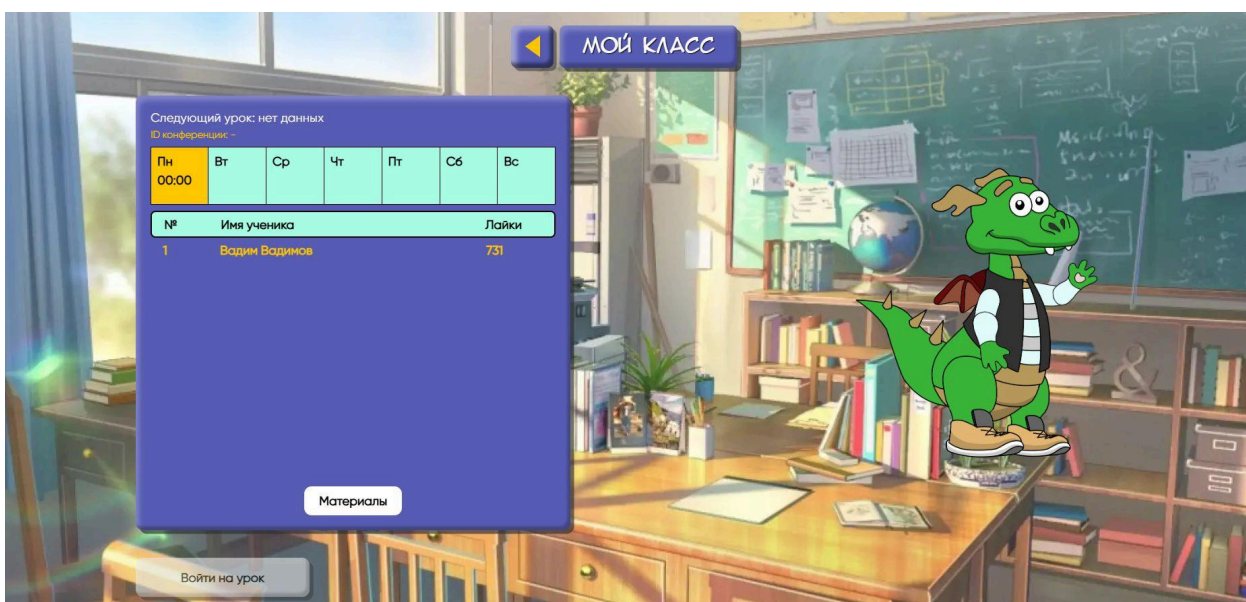 МОЙ КЛАСС
Следующий урок: нет данных
ID конференции: -
Пн Вт Ср Чт Пт Сб Вс
00:00
№ Имя ученика Лайки
1 Вадим Вадимов 731
Материалы
Войти на урок
&